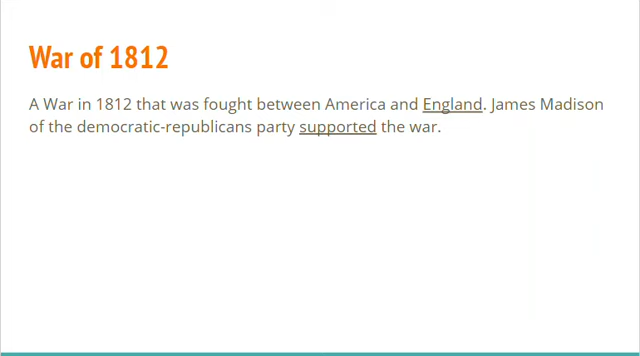 War of 1812
A War in 1812 that was fought between America and England. James Madison
of the democratic-republicans party supported the war.